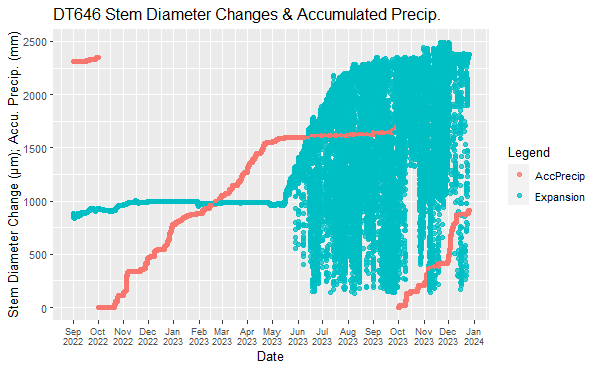 DT646 Stem Diameter Changes & Accumulated Precip.
Stem Diameter Change (µm); Accu. Precip. (mm)
2500
2000
1500
1000
500
0
Sep Oct Nov Dec Jan Feb Mar Apr May Jun Jul Aug Sep Oct Nov Dec Jan
2022 2022 2022 2022 2023 2023 2023 2023 2023 2023 2023 2023 2023 2023 2023 2023 2024
Date
Legend
AccPrecip
Expansion